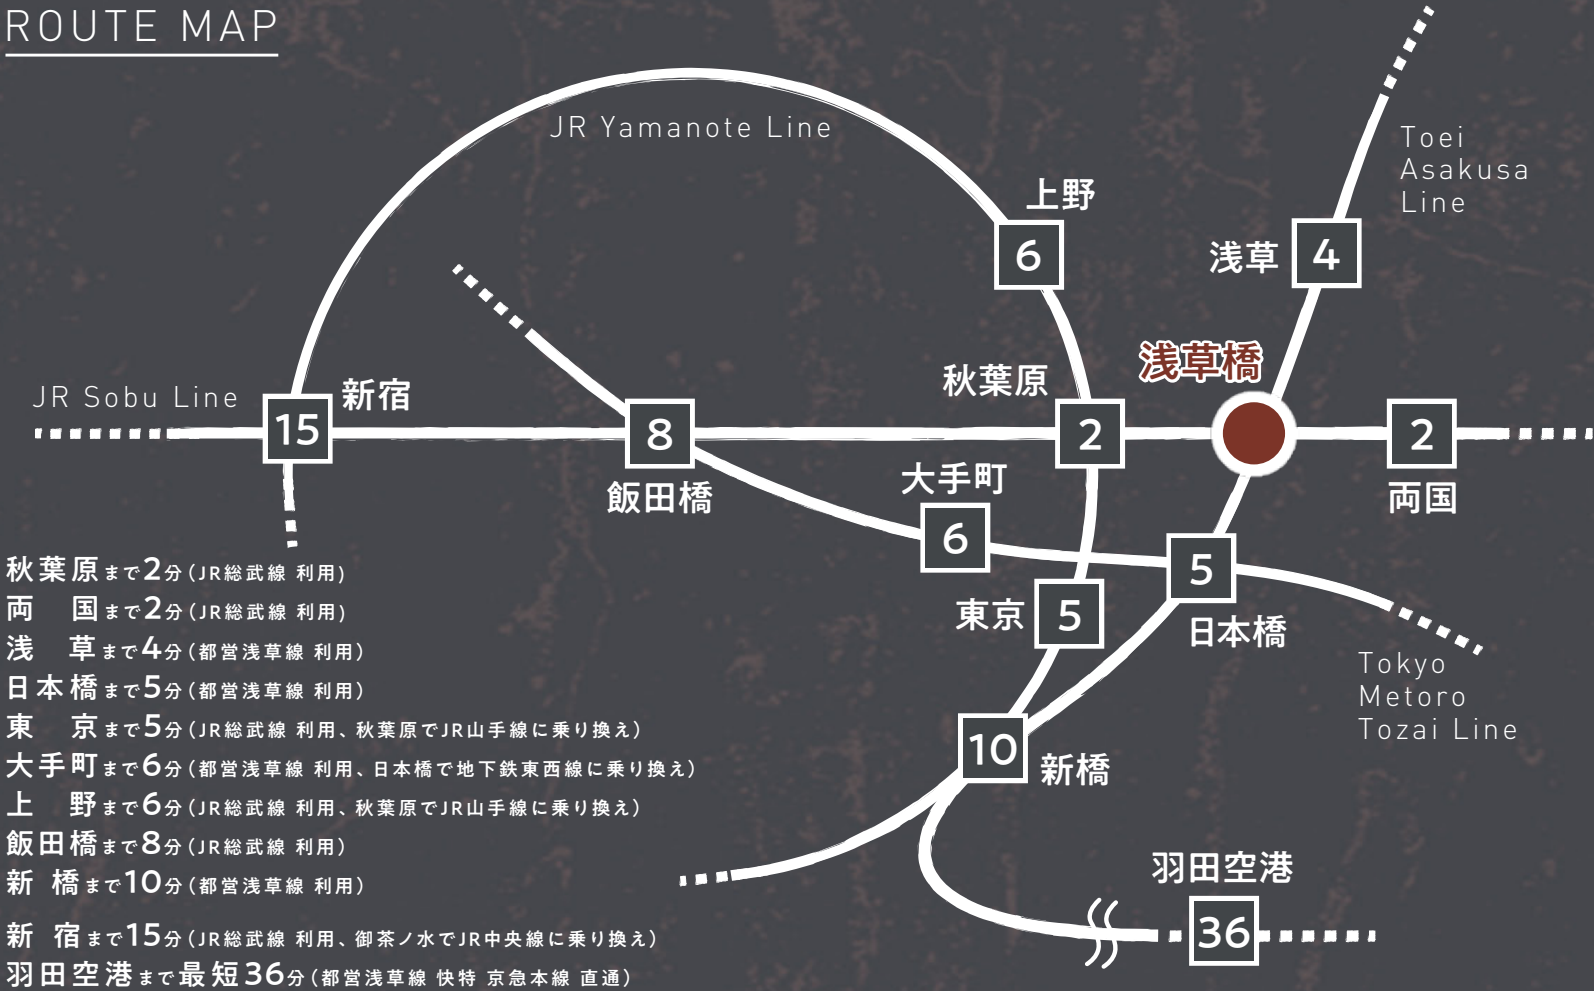 ROUTE MAP
JR Yamanote Line
Toei
Asakusa
Line
上野
6
浅草
4
浅草橋
秋葉原
2
JR Sobu Line
新宿
15
8
飯田橋
2
両国
大手町
6
5
日本橋
東京
5
Tokyo
Metoro
Tozai Line
10
新橋
羽田空港
36
秋葉原まで2分(JR総武線 利用)
両 国まで2分(JR総武線 利用)
浅 草まで4分(都営浅草線 利用)
日本橋まで5分(都営浅草線 利用)
東 京まで5分(JR総武線 利用、秋葉原でJR山手線に乗り換え)
大手町まで6分(都営浅草線 利用、日本橋で地下鉄東西線に乗り換え)
上 野まで6分(JR総武線 利用、秋葉原でJR山手線に乗り換え)
飯田橋まで8分(JR総武線 利用)
新 橋まで10分(都営浅草線 利用)
新 宿まで15分(JR総武線 利用、御茶ノ水でJR中央線に乗り換え)
羽田空港まで最短36分(都営浅草線 快特 京急本線 直通)